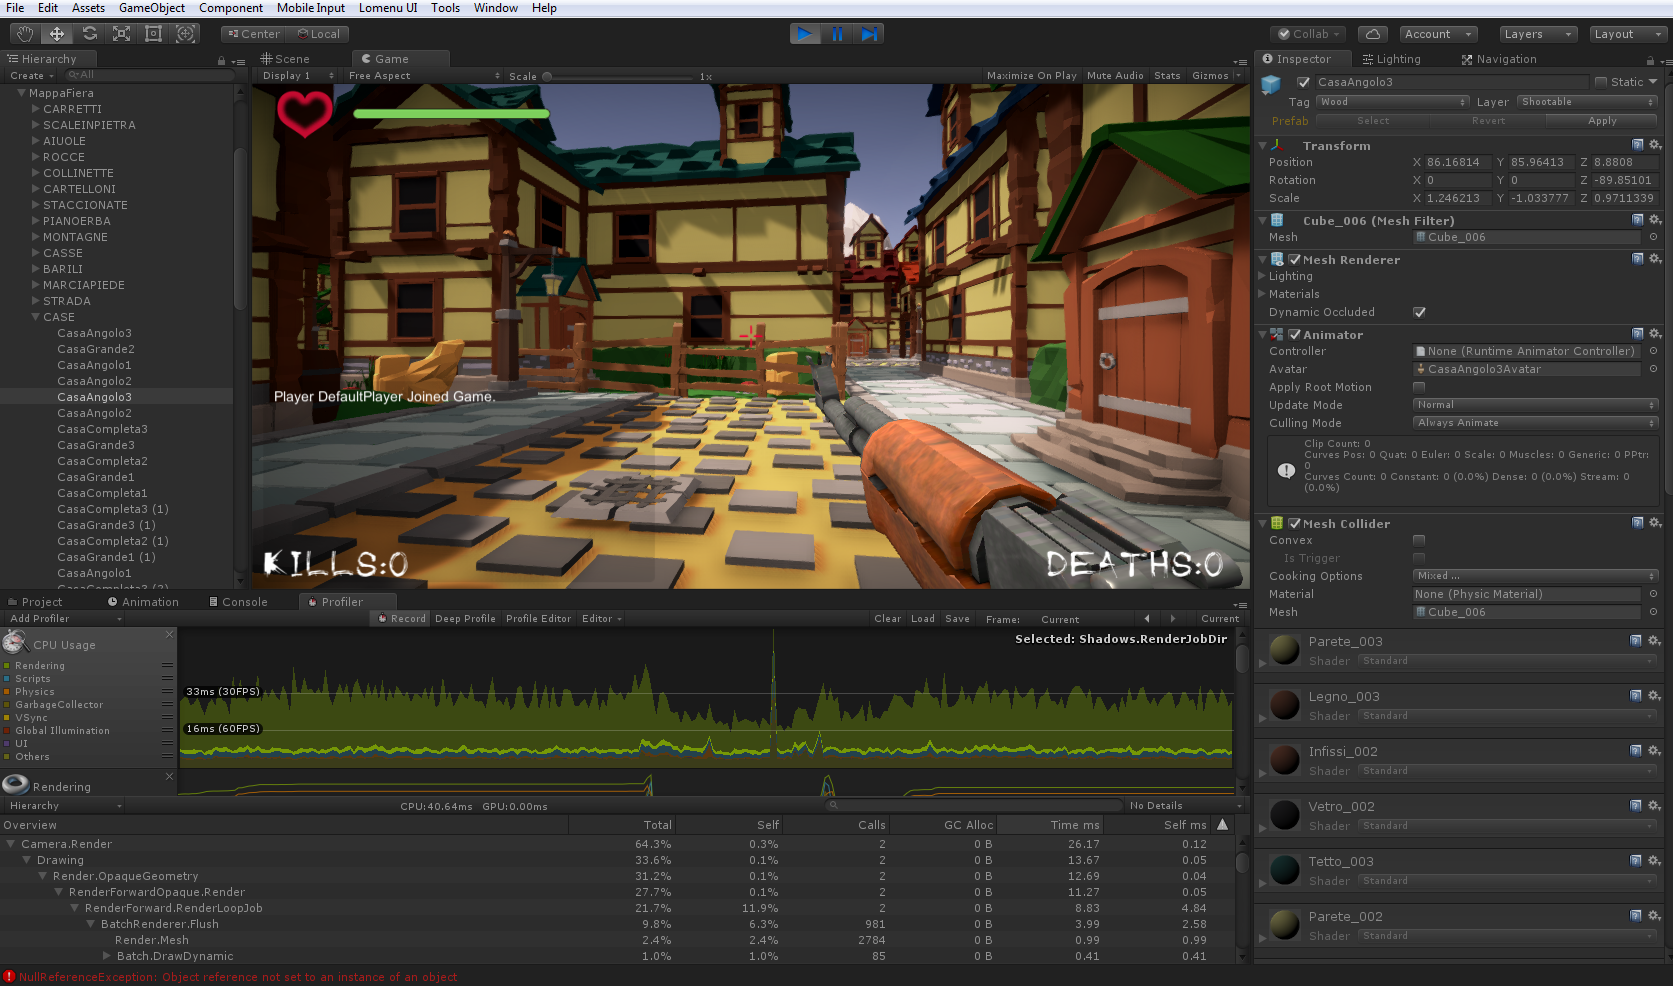 File Edit Assets GameObject Component Mobile Input Lomenu UI Tools Window Help
Center Local
Collab Account Layers Layout
Hierarchy
Create All
MappaFiera
CARRETTI
SCALEINPIETRA
AIUOLE
ROCCE
COLLINETTE
CARTELLONI
STACCIONATE
PIANOERBA
MONTAGNE
CASSE
BARILI
MARCIAPIEDE
STRADA
CASE
CasaAngolo3
CasaGrande2
CasaAngolo1
CasaAngolo2
CasaAngolo3
CasaAngolo2
CasaCompleta3
CasaGrande3
CasaCompleta2
CasaGrande1
CasaCompleta1
CasaCompleta3 (1)
CasaGrande3 (1)
CasaCompleta2 (1)
CasaGrande1 (1)
CasaAngolo1
CasaCompleta3 (2)
Scene Game
Display 1 Free Aspect Scale 1x Maximize On Play Mute Audio Stats Gizmos
Player DefaultPlayer Joined Game.
KILLS:0 DEATHS:0
Inspector Lighting Navigation
CasaAngolo3 Static
Tag Wood Layer Shootable
Prefab Select Revert Apply
Transform
Position X 86.16814 Y 85.96413 Z 8.8808
Rotation X 0 Y 0 Z -89.85101
Scale X 1.246213 Y -1.033777 Z 0.9711339
Cube_006 (Mesh Filter)
Mesh Cube_006
Mesh Renderer
Lighting
Materials
Dynamic Occluded
Animator
Controller None (Runtime Animator Controller)
Avatar CasaAngolo3Avatar
Apply Root Motion
Update Mode Normal
Culling Mode Always Animate
Clip Count: 0
Curves Pos: 0 Quat: 0 Euler: 0 Scale: 0 Muscles: 0 Generic: 0 PPtr:
0
Curves Count: 0 Constant: 0 (0.0%) Dense: 0 (0.0%) Stream: 0
(0.0%)
Mesh Collider
Convex
Is Trigger
Cooking Options Mixed ...
Material None (Physic Material)
Mesh Cube_006
Parete_003
Shader Standard
Legno_003
Shader Standard
Infissi_002
Shader Standard
Vetro_002
Shader Standard
Tetto_003
Shader Standard
Parete_002
Shader Standard
Project Animation Console Profiler
Add Profiler Record Deep Profile Profile Editor Editor Clear Load Save Frame: Current Current
CPU Usage
Rendering
Scripts
Physics
GarbageCollector
VSync
Global Illumination
UI
Others
Selected: Shadows.RenderJobDir
33ms (30FPS)
16ms (60FPS)
Rendering
Hierarchy CPU:40.64ms GPU:0.00ms No Details
Overview Total Self Calls GC Alloc Time ms Self ms
Camera.Render 64.3% 0.3% 2 0 B 26.17 0.12
Drawing 33.6% 0.1% 2 0 B 13.67 0.05
Render.OpaqueGeometry 31.2% 0.1% 2 0 B 12.69 0.04
RenderForwardOpaque.Render 27.7% 0.1% 2 0 B 11.27 0.05
RenderForward.RenderLoopJob 21.7% 11.9% 2 0 B 8.83 4.84
BatchRenderer.Flush 9.8% 6.3% 981 0 B 3.99 2.58
Render.Mesh 2.4% 2.4% 2784 0 B 0.99 0.99
Batch.DrawDynamic 1.0% 1.0% 85 0 B 0.41 0.41
NullReferenceException: Object reference not set to an instance of an object